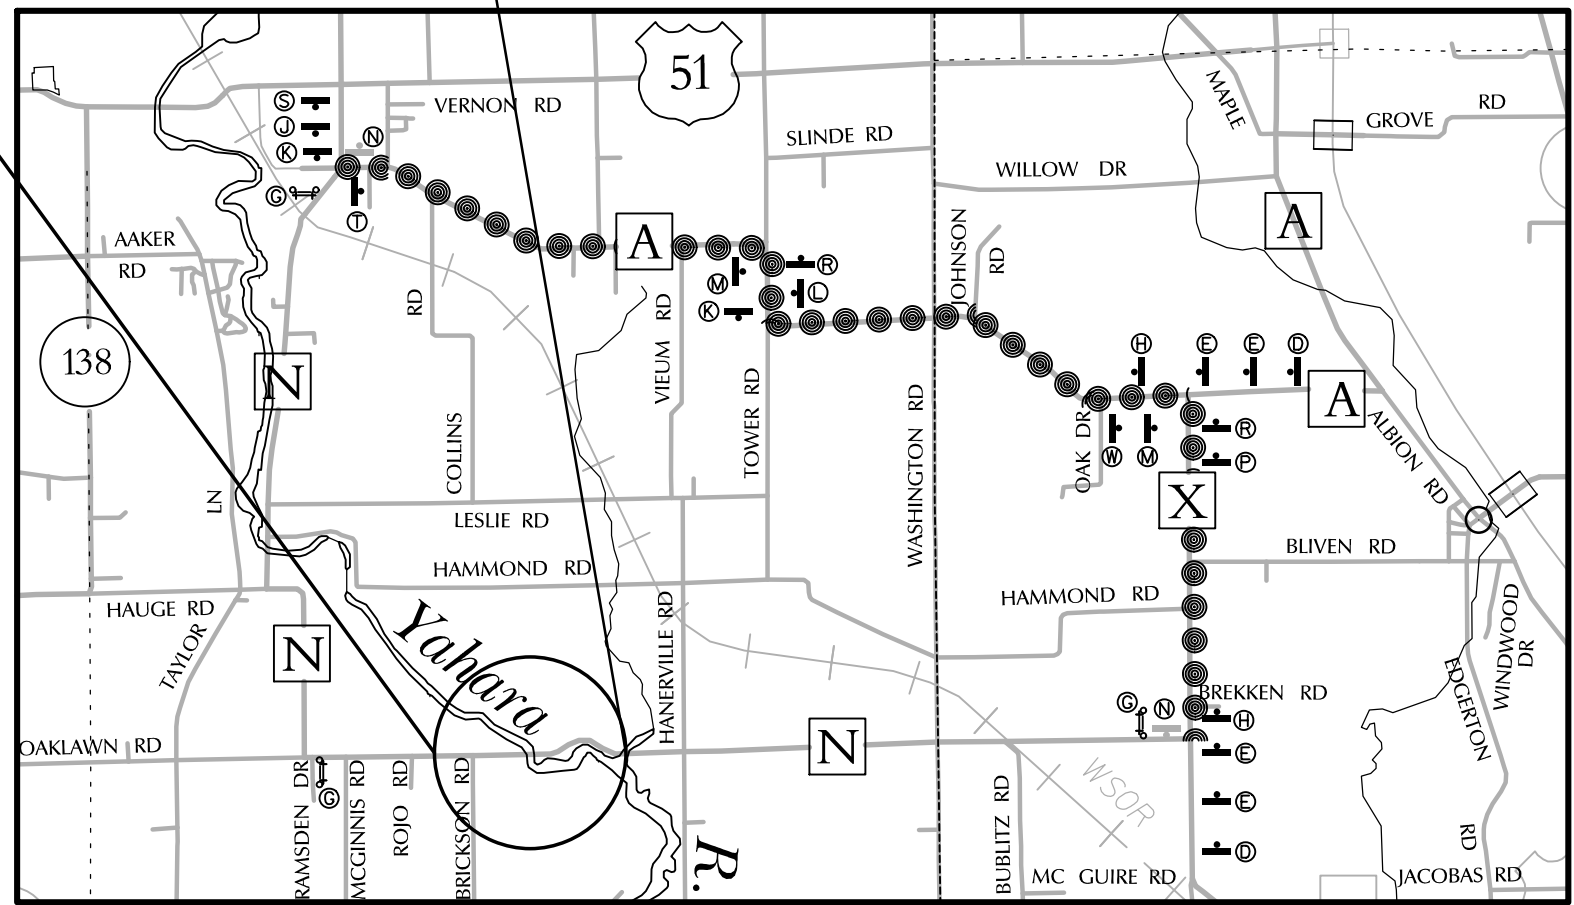 51
VERNON RD
S
J
K
N
G
T
SLINDE RD
WILLOW DR
MAPLE
GROVE RD
A
A
AAKER
RD
138
N
RD
COLLINS
VIEUM RD
M
R
L
K
TOWER RD
JOHNSON
RD
WASHINGTON RD
H
E
E
D
A
OAK DR
W
M
R
P
X
ALBION RD
LN
LESLIE RD
BLIVEN RD
HAMMOND RD
HAMMOND RD
HAUGE RD
TAYLOR
N
Yahara
HANERVILLE RD
WINDWOOD
DR
EDGERTON
RD
BREKKEN RD
G
N
H
E
E
D
OAKLAWN RD
N
RAMSDEN DR
G
MCGINNIS RD
ROJO RD
BRICKSON RD
R.
BUBLITZ RD
WSOR
MC GUIRE RD
JACOBAS RD